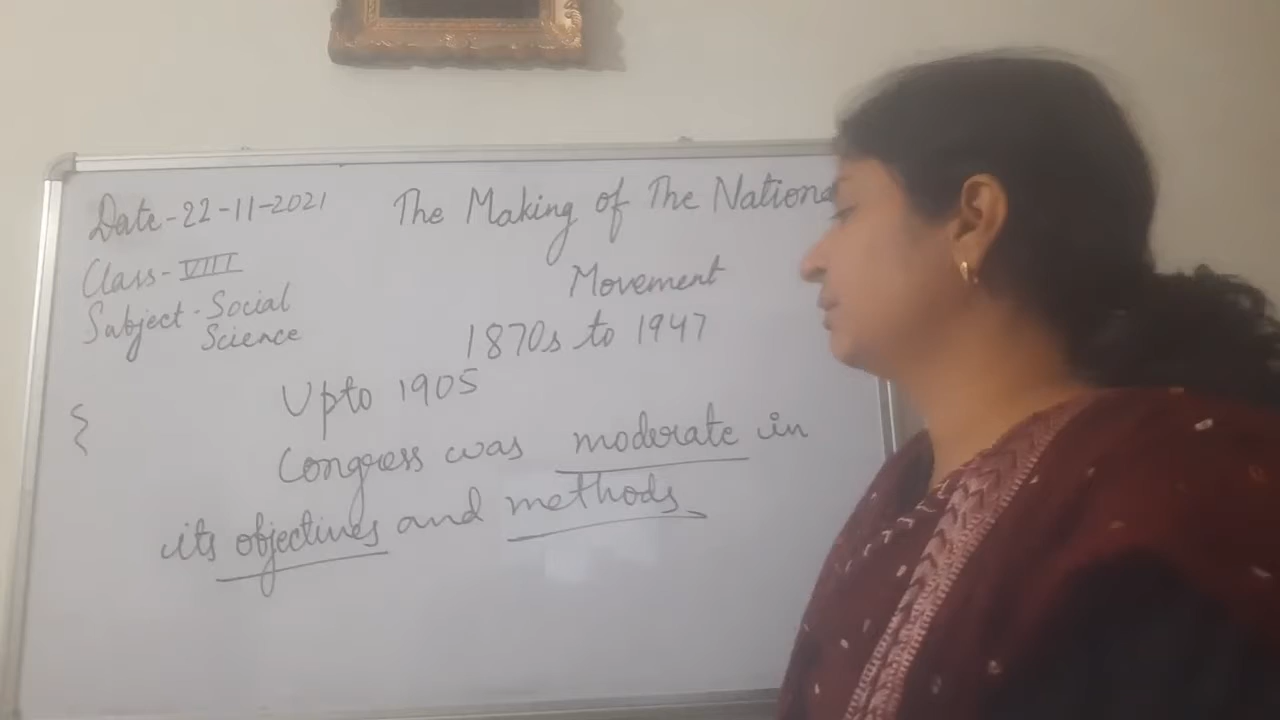 Date-22-11-2021
Class-VIII
Subject-Social
Science
The Making of The Nationa
Movement
1870s to 1947
Upto 1905
Congress was moderate in
its objectives and methods